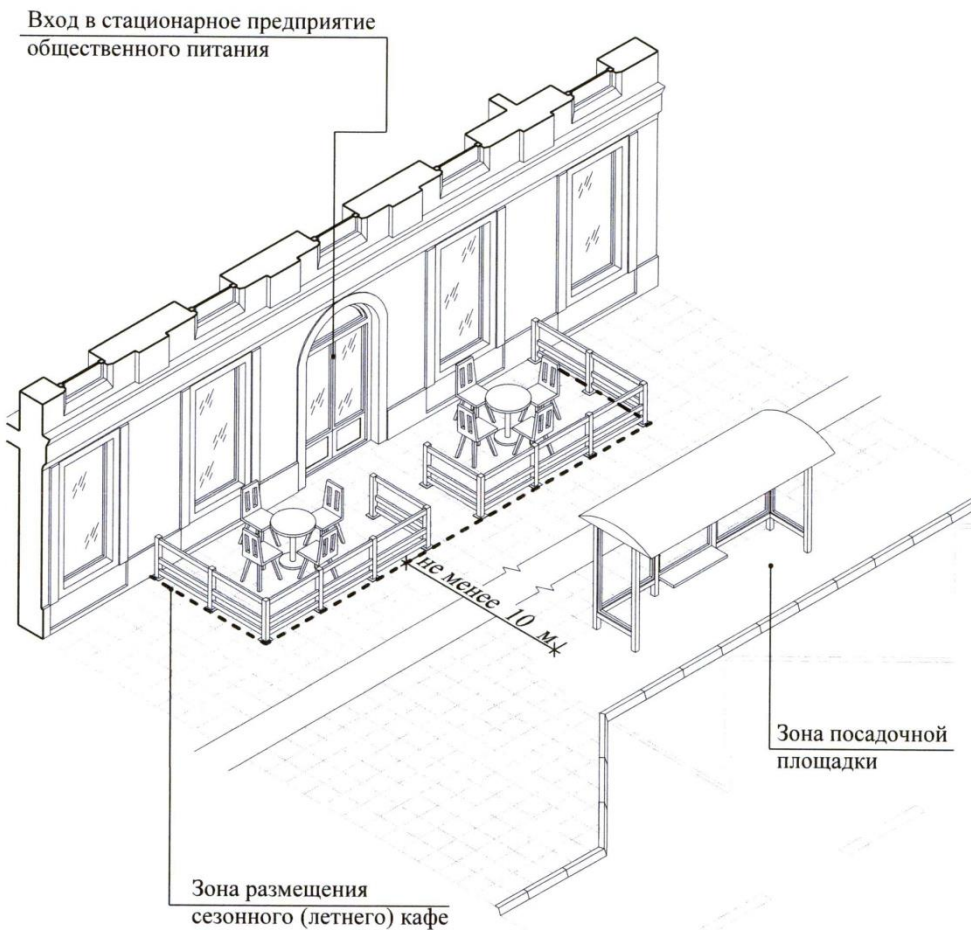 Вход в стационарное предприятие
общественного питания
не менее 10 м
Зона посадочной
площадки
Зона размещения
сезонного (летнего) кафе